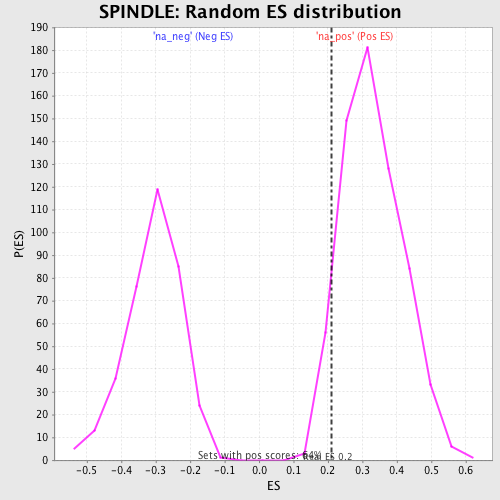 SPINDLE: Random ES distribution
'na_neg' (Neg ES)
'na_pos' (Pos ES)
190
180
170
160
150
140
130
120
110
100
90
80
70
60
50
40
30
20
10
0
P(ES)
Sets with pos scores: 64%
Real ES 0.2
-0.5 -0.4 -0.3 -0.2 -0.1 0.0 0.1 0.2 0.3 0.4 0.5 0.6
ES